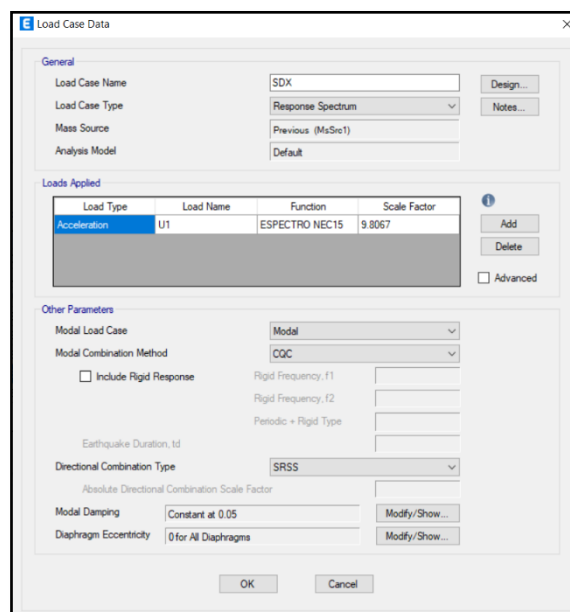 E Load Case Data
General
Load Case Name SDX Design...
Load Case Type Response Spectrum Notes...
Mass Source Previous (MsSrc1)
Analysis Model Default
Loads Applied
Load Type Load Name Function Scale Factor
Acceleration U1 ESPECTRO NEC15 9.8067 Add
Delete
Advanced
Other Parameters
Modal Load Case Modal
Modal Combination Method CQC
Include Rigid Response Rigid Frequency, f1
Rigid Frequency, f2
Periodic + Rigid Type
Earthquake Duration, td
Directional Combination Type SRSS
Absolute Directional Combination Scale Factor
Modal Damping Constant at 0.05 Modify/Show...
Diaphragm Eccentricity 0 for All Diaphragms Modify/Show...
OK Cancel